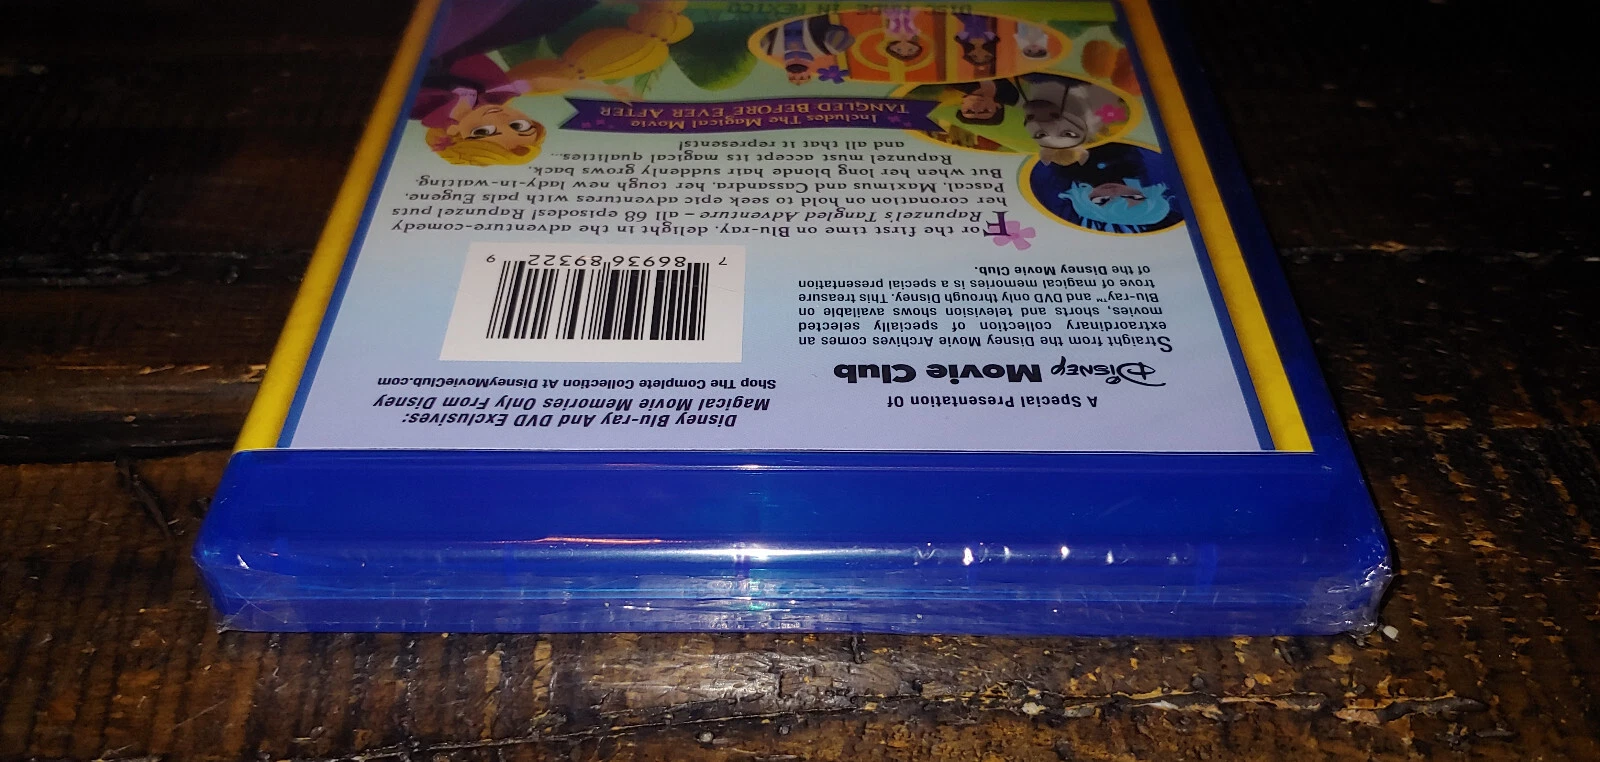 A Special Presentation Of
Disney Movie Club
Straight from the Disney Movie Archives comes an
extraordinary collection of specially selected
movies, shorts and television shows available on
Blu-ray™ and DVD only through Disney. This treasure
trove of magical memories is a special presentation
of the Disney Movie Club.
Disney Blu-ray And DVD Exclusives:
Magical Movie Memories Only From Disney
Shop The Complete Collection At DisneyMovieClub.com
7 86936 89322 9
For the first time on Blu-ray, delight in the adventure-comedy
Rapunzel's Tangled Adventure – all 68 episodes! Rapunzel puts
her coronation on hold to seek epic adventures with pals Eugene,
Pascal, Maximus and Cassandra, her tough new lady-in-waiting.
But when her long blonde hair suddenly grows back,
Rapunzel must accept its magical qualities...
and all that it represents!
Includes The Magical Movie
TANGLED BEFORE EVER AFTER
DISC MADE IN MEXICO